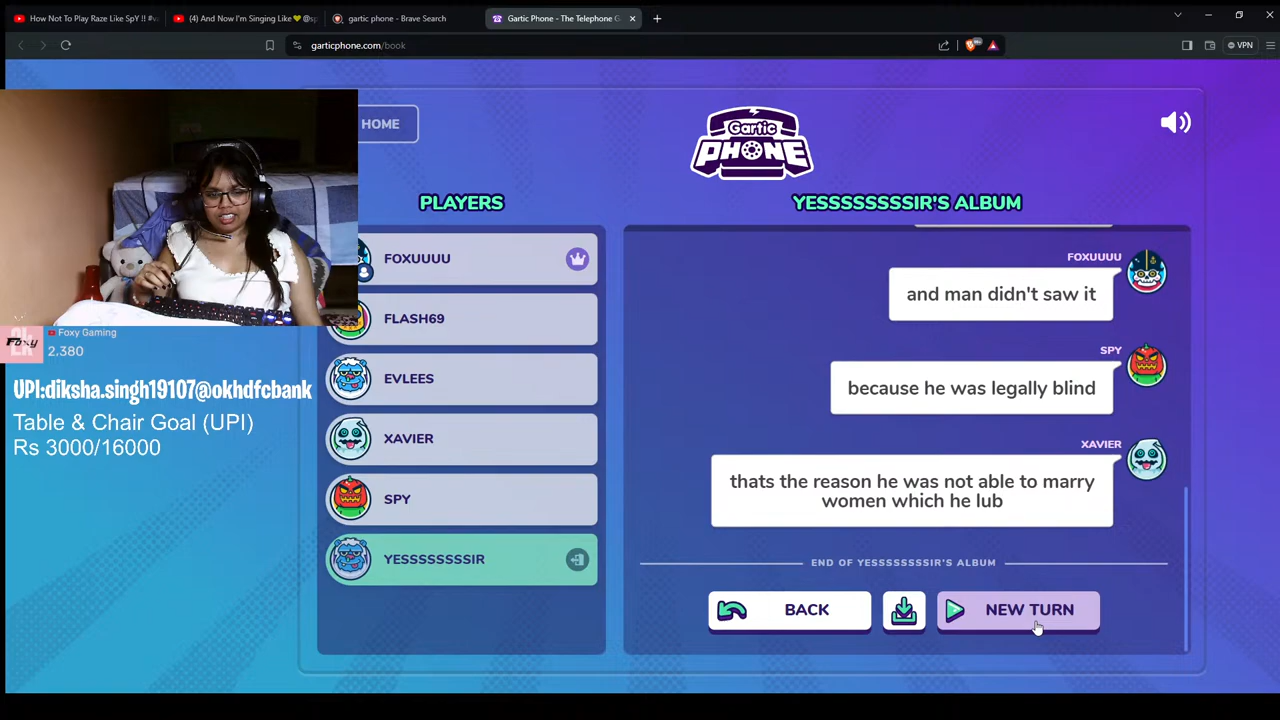 How Not To Play Raze Like SpY !! #va
(4) And Now I'm Singing Like💛@sp
gartic phone - Brave Search
Gartic Phone - The Telephone G
garticphone.com/book
VPN
HOME
Gartic
PHONE
PLAYERS
YESSSSSSSSIR'S ALBUM
FOXUUUU
FLASH69
EVLEES
XAVIER
SPY
YESSSSSSSSIR
FOXUUUU
and man didn't saw it
SPY
because he was legally blind
XAVIER
thats the reason he was not able to marry
women which he lub
END OF YESSSSSSSSIR'S ALBUM
BACK
NEW TURN
Foxy
Foxy Gaming
2,380
UPI:diksha.singh19107@okhdfcbank
Table & Chair Goal (UPI)
Rs 3000/16000